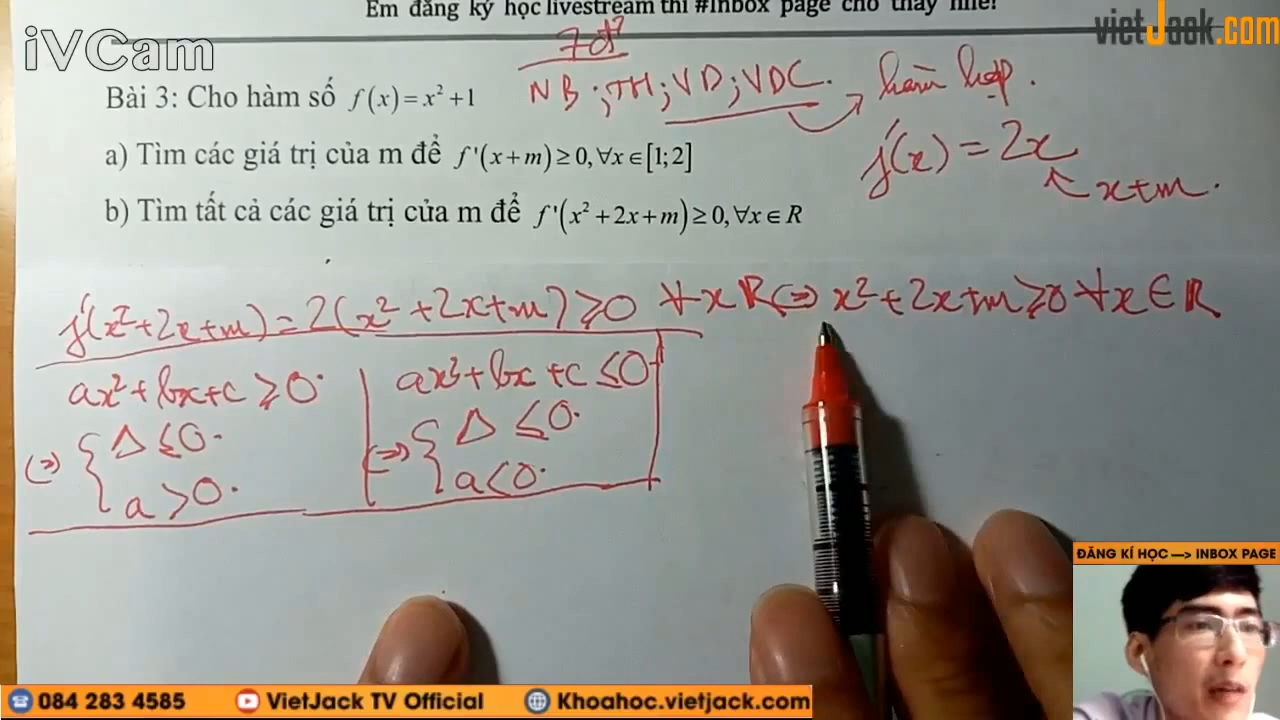 Em đăng ký học livestream thì #Inbox page cho thầy nhé!
iVCam
vietJack.com
Bài 3: Cho hàm số f(x)=x²+1
7đ?
NB;TH;VD;VDC. → hàm hợp.
a) Tìm các giá trị của m để f'(x+m)≥0,∀x∈[1;2]
f'(x)=2x
x+m.
b) Tìm tất cả các giá trị của m để f'(x²+2x+m)≥0,∀x∈R
f'(x²+2x+m)=2(x²+2x+m)≥0 ∀x R⇔ x²+2x+m≥0 ∀x∈R
ax²+bx+c≥0.
⇔ { Δ≤0.
a>0.
ax²+bx+c≤0
⇔ { Δ≤0.
a<0.
ĐĂNG KÍ HỌC —> INBOX PAGE
084 283 4585 VietJack TV Official Khoahoc.vietjack.com